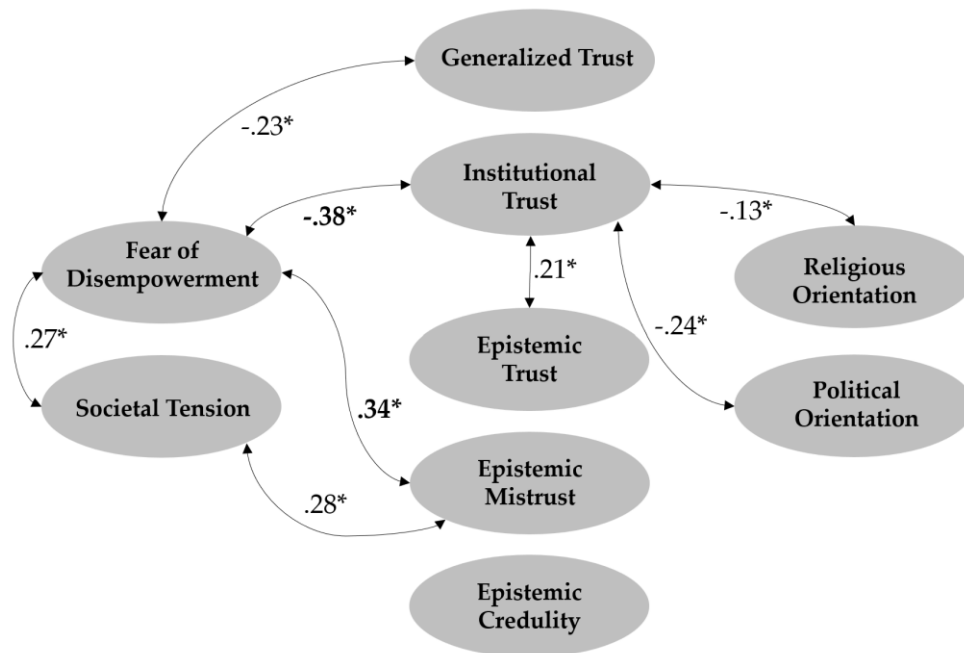 Generalized Trust
-.23*
Institutional
Trust
-.38*
-.13*
Fear of
Disempowerment
Religious
Orientation
.21*
-.24*
.27*
Epistemic
Trust
Societal Tension
.34*
Political
Orientation
Epistemic
Mistrust
.28*
Epistemic
Credulity